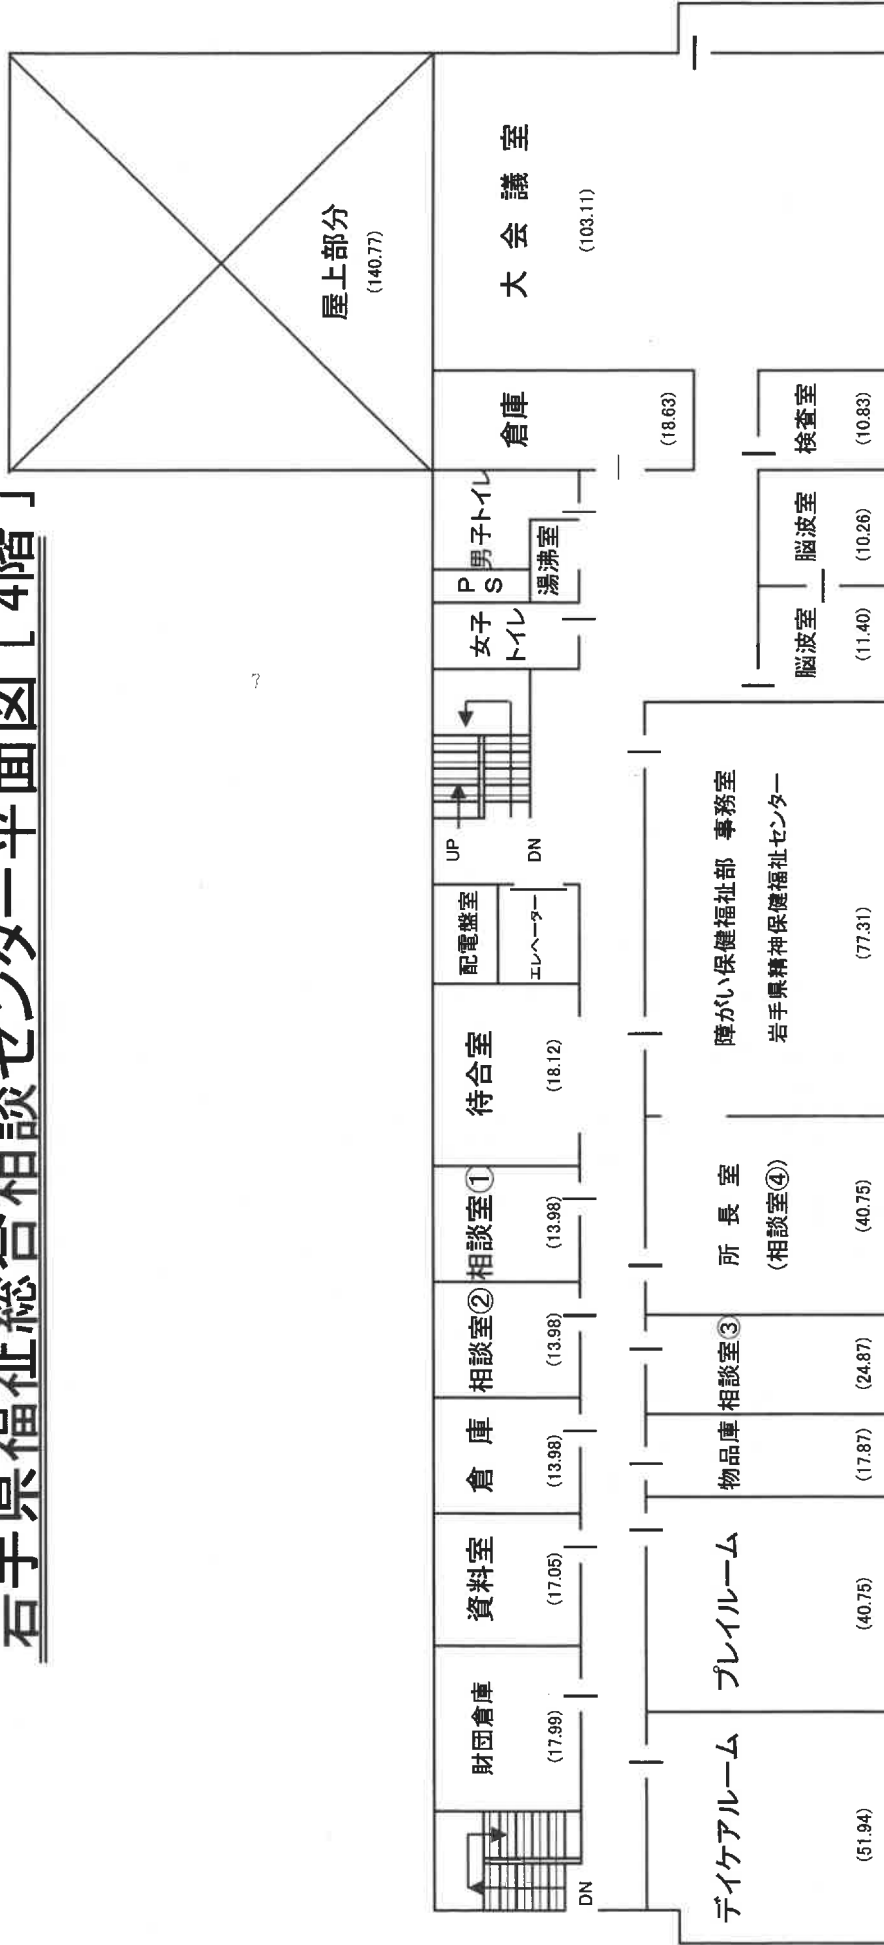 岩手県福祉総合相談センター平面図[4階]
屋上部分
(140.77)
大会議室
(103.11)
倉庫
(18.63)
男子トイレ
PS
湯沸室
女子
トイレ
UP
DN
配電盤室
エレベーター
待合室
(18.12)
相談室①
(13.98)
相談室②
(13.98)
倉庫
(13.98)
資料室
(17.05)
財団倉庫
(17.99)
DN
検査室
(10.83)
脳波室
(10.26)
脳波室
(11.40)
障がい保健福祉部 事務室
岩手県精神保健福祉センター
(77.31)
所長室
(相談室④)
(40.75)
相談室③
(24.87)
物品庫
(17.87)
プレイルーム
(40.75)
デイケアルーム
(51.94)